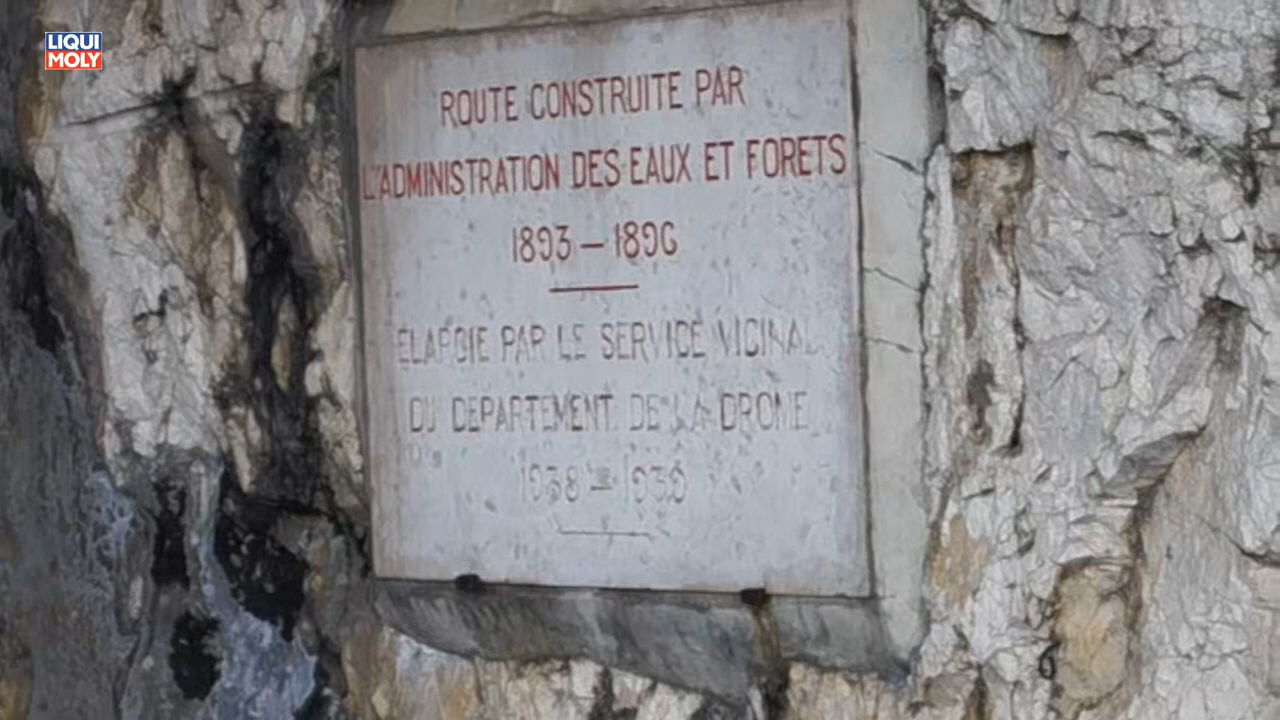 LIQUI
MOLY
ROUTE CONSTRUITE PAR
L'ADMINISTRATION DES EAUX ET FORETS
1893 – 1896
PAR LE SERVICE VICINAL
DU DEPARTEMENT DE LA DROME